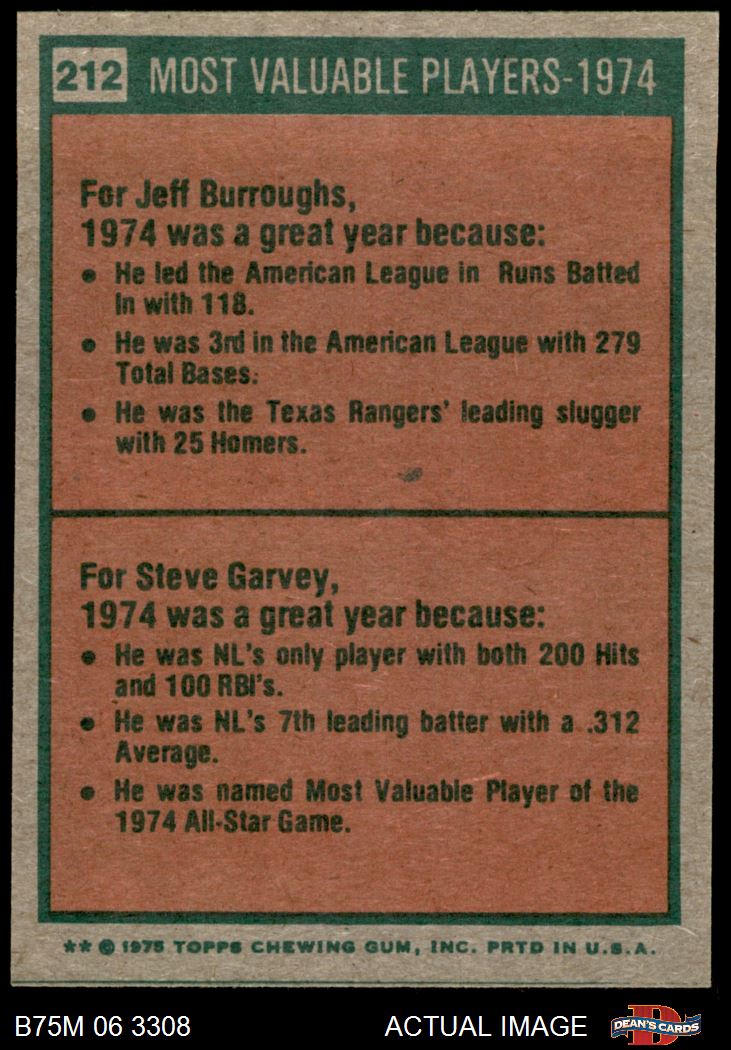 212 MOST VALUABLE PLAYERS-1974
For Jeff Burroughs,
1974 was a great year because:
• He led the American League in Runs Batted
In with 118.
• He was 3rd in the American League with 279
Total Bases.
• He was the Texas Rangers' leading slugger
with 25 Homers.
For Steve Garvey,
1974 was a great year because:
• He was NL's only player with both 200 Hits
and 100 RBI's.
• He was NL's 7th leading batter with a .312
Average.
• He was named Most Valuable Player of the
1974 All-Star Game.
** © 1975 TOPPS CHEWING GUM, INC. PRTD IN U.S.A.
B75M 06 3308 ACTUAL IMAGE DEAN'S CARDS